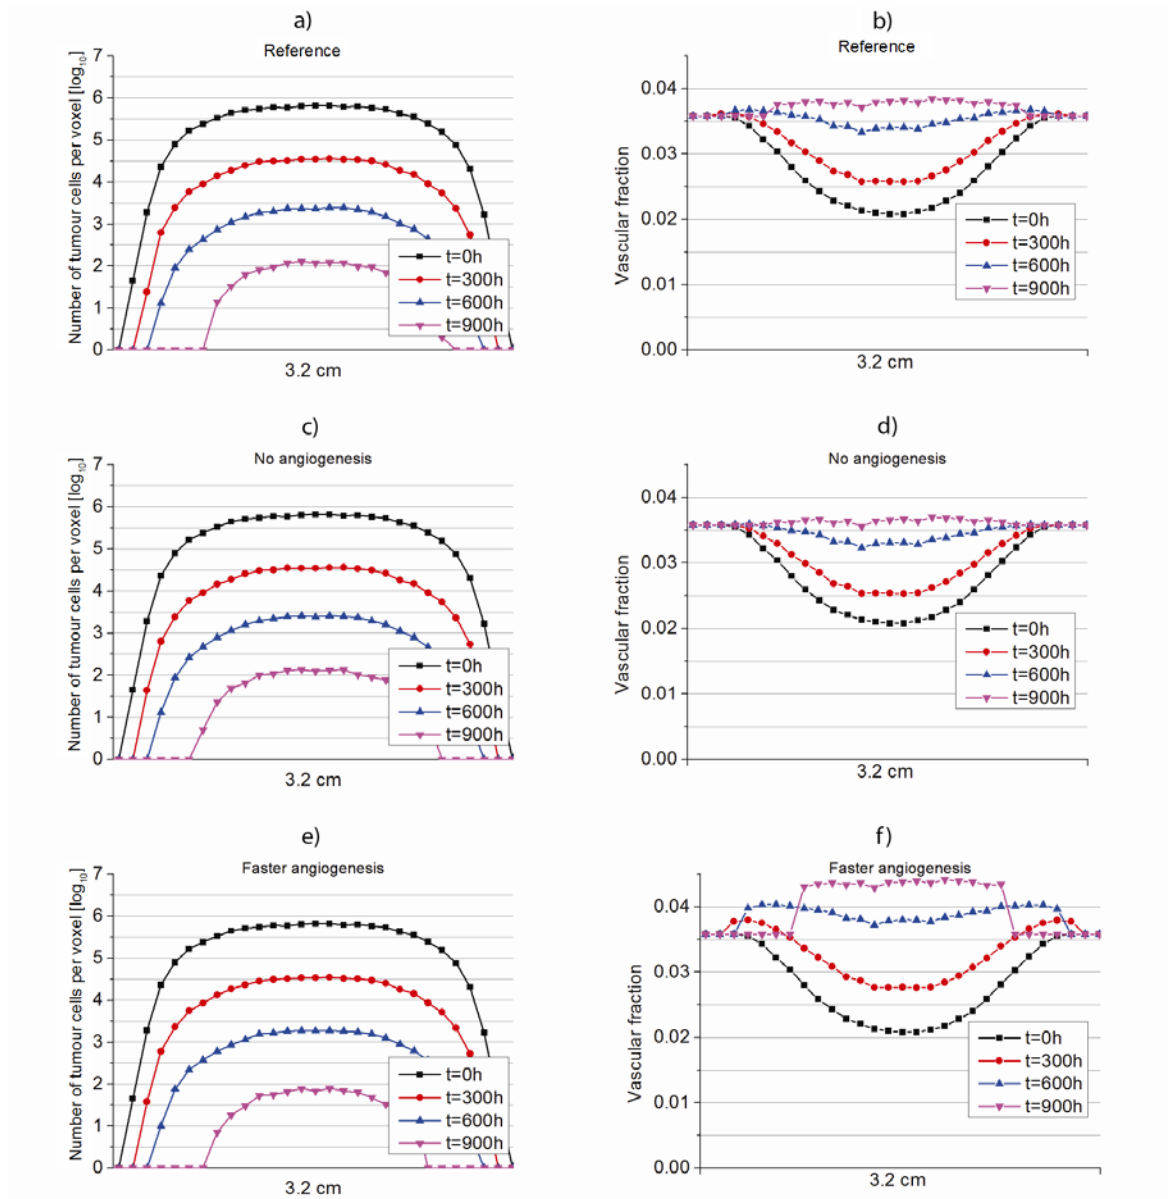 a)
Reference
Number of tumour cells per voxel [log10]
7
6
5
4
3
2
1
0
t=0h
t=300h
t=600h
t=900h
3.2 cm
b)
Reference
Vascular fraction
0.04
0.03
0.02
0.01
0.00
t=0h
t=300h
t=600h
t=900h
3.2 cm
c)
No angiogenesis
Number of tumour cells per voxel [log10]
7
6
5
4
3
2
1
0
t=0h
t=300h
t=600h
t=900h
3.2 cm
d)
No angiogenesis
Vascular fraction
0.04
0.03
0.02
0.01
0.00
t=0h
t=300h
t=600h
t=900h
3.2 cm
e)
Faster angiogenesis
Number of tumour cells per voxel [log10]
7
6
5
4
3
2
1
0
t=0h
t=300h
t=600h
t=900h
3.2 cm
f)
Faster angiogenesis
Vascular fraction
0.04
0.03
0.02
0.01
0.00
t=0h
t=300h
t=600h
t=900h
3.2 cm